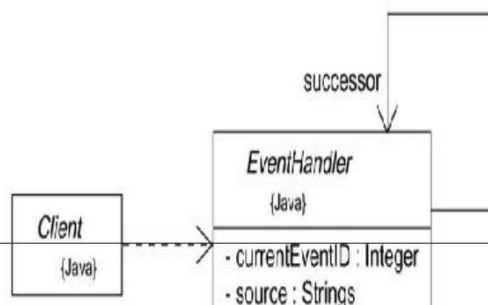 successor
EventHandler
{Java}
Client
{Java}
- currentEventID : Integer
- source : Strings